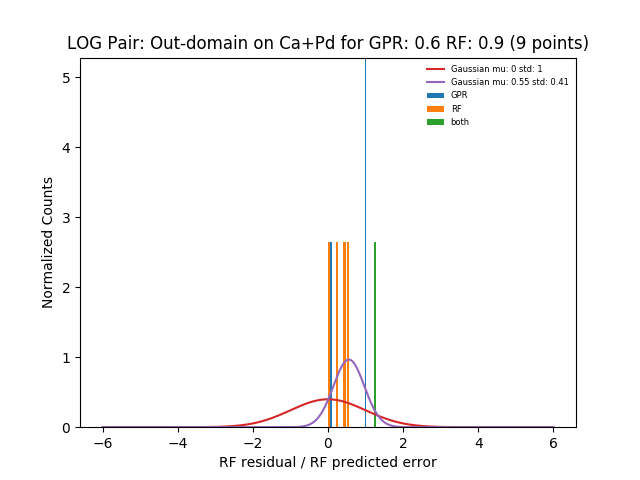 LOG Pair: Out-domain on Ca+Pd for GPR: 0.6 RF: 0.9 (9 points)
Gaussian mu: 0 std: 1
Gaussian mu: 0.55 std: 0.41
GPR
RF
both
Normalized Counts
5
4
3
2
1
0
−6
−4
−2
0
2
4
6
RF residual / RF predicted error